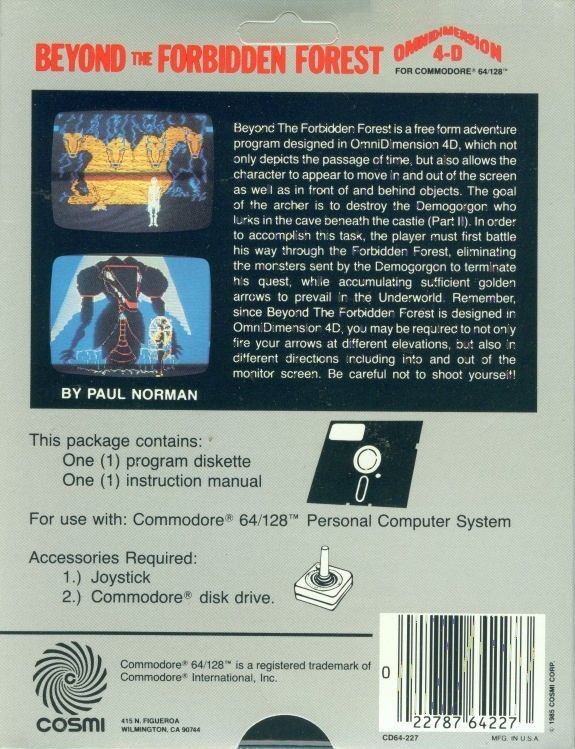 BEYOND THE FORBIDDEN FOREST
OMNIDIMENSION
4-D
FOR COMMODORE® 64/128™
Beyond The Forbidden Forest is a free form adventure
program designed in OmniDimension 4D, which not
only depicts the passage of time, but also allows the
character to appear to move in and out of the screen
as well as in front of and behind objects. The goal
of the archer is to destroy the Demogorgon who
lurks in the cave beneath the castle (Part II). In order
to accomplish this task, the player must first battle
his way through the Forbidden Forest, eliminating
the monsters sent by the Demogorgon to terminate
his quest, while accumulating sufficient golden
arrows to prevail in the Underworld. Remember,
since Beyond The Forbidden Forest is designed in
OmniDimension 4D, you may be required to not only
fire your arrows at different elevations, but also in
different directions including into and out of the
monitor screen. Be careful not to shoot yourself!
BY PAUL NORMAN
This package contains:
One (1) program diskette
One (1) instruction manual
For use with: Commodore® 64/128™ Personal Computer System
Accessories Required:
1.) Joystick
2.) Commodore® disk drive.
COSMI
Commodore® 64/128™ is a registered trademark of
Commodore® International, Inc.
415 N. FIGUEROA
WILMINGTON, CA 90744
0 22787 64227
CD64-227
MFG. IN U.S.A.
© 1985 COSMI CORP.